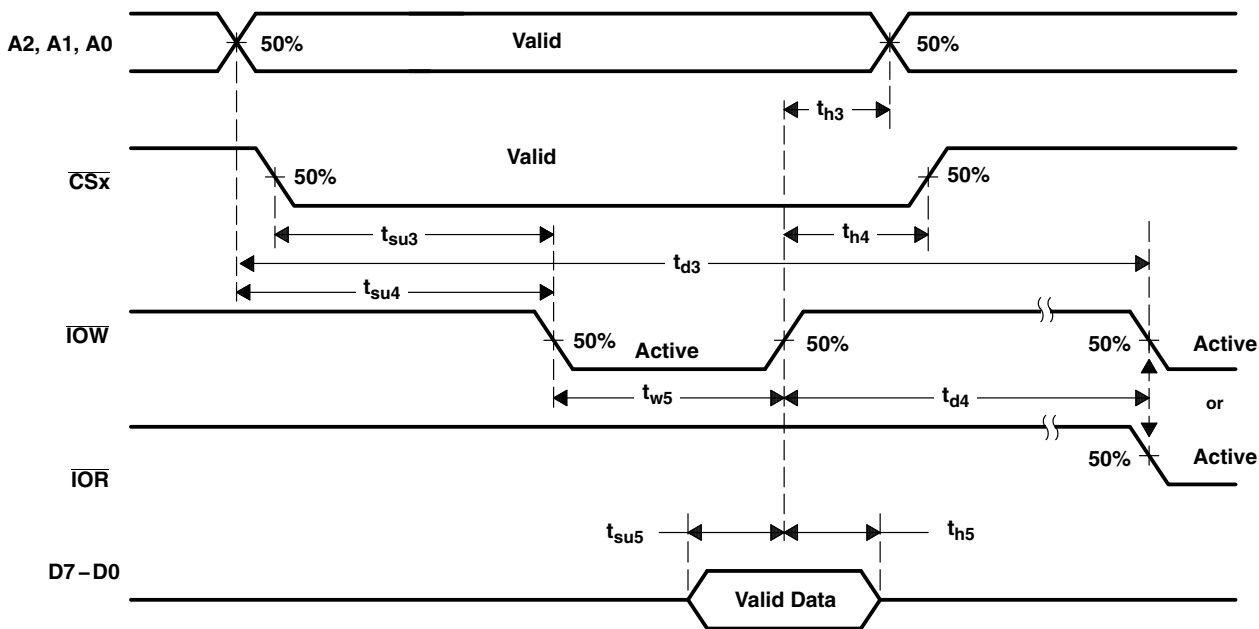 A2, A1, A0
50%
Valid
50%
th3
CSx
50%
Valid
50%
tsu3
th4
td3
tsu4
IOW
50%
Active
50%
50%
Active
tw5
td4
or
IOR
50%
Active
tsu5
th5
D7–D0
Valid Data